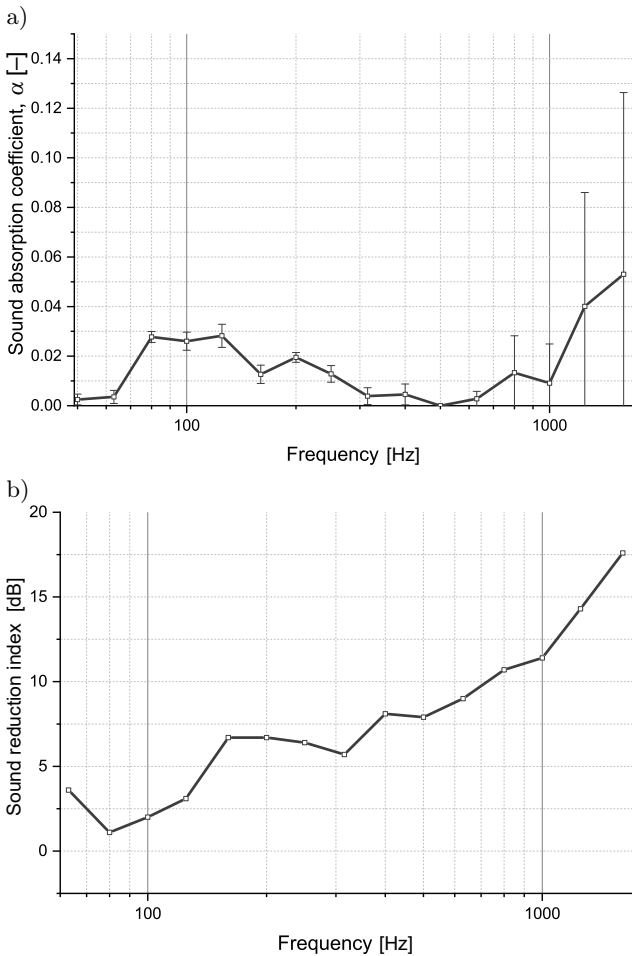 a)
Sound absorption coefficient, α [–]
0.14
0.12
0.10
0.08
0.06
0.04
0.02
0.00
100
1000
Frequency [Hz]
b)
Sound reduction index [dB]
20
15
10
5
0
100
1000
Frequency [Hz]